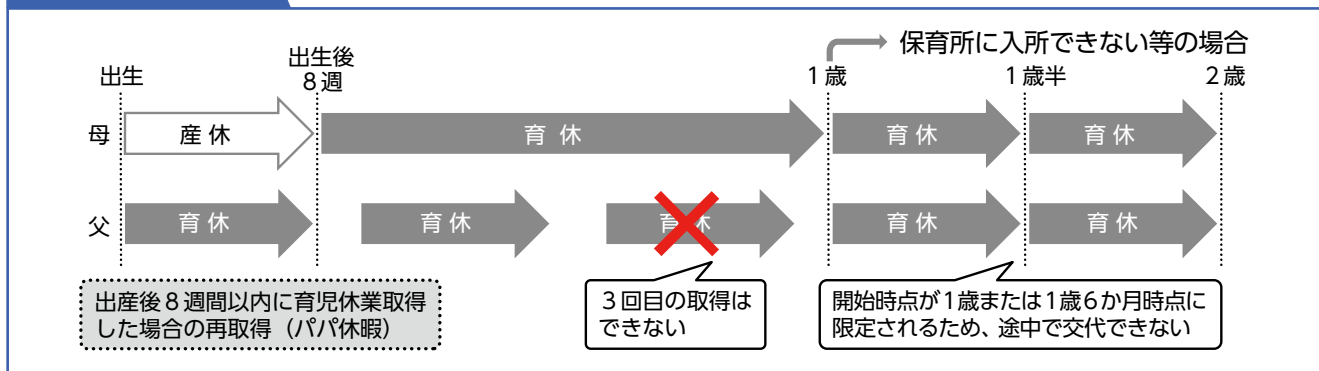 保育所に入所できない等の場合
出生
出生後
８週
１歳
１歳半
２歳
母
産 休
育 休
育 休
育 休
父
育 休
育 休
育 休
育 休
育 休
出産後８週間以内に育児休業取得
した場合の再取得（パパ休暇）
３回目の取得は
できない
開始時点が１歳または１歳６か月時点に
限定されるため、途中で交代できない